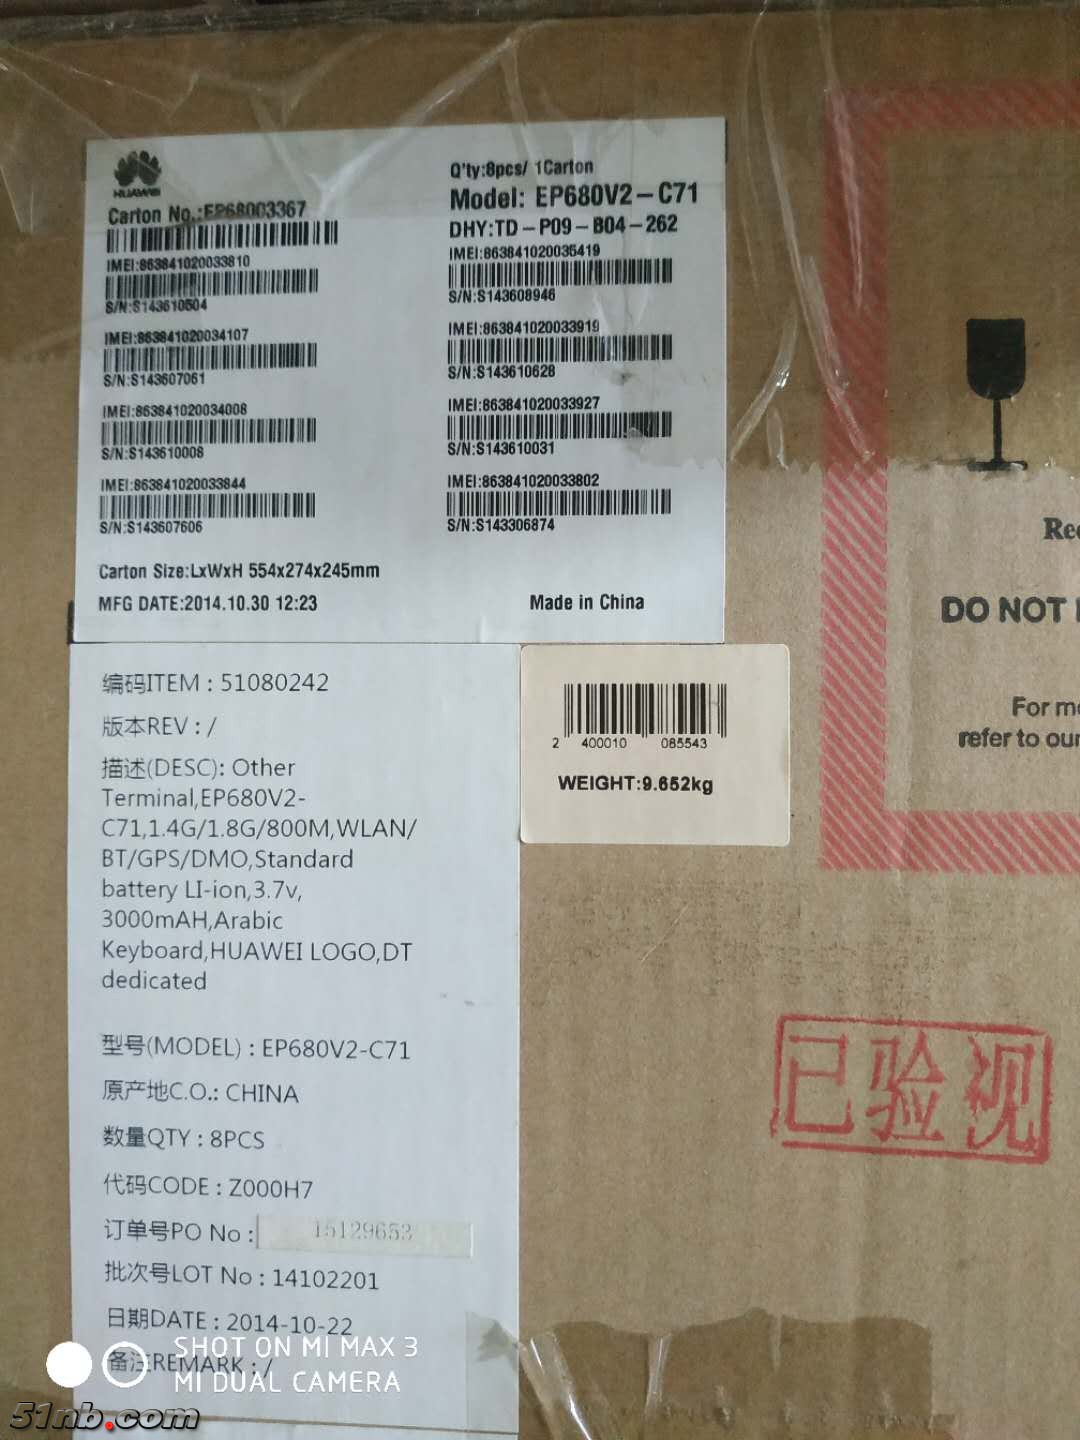 HUAWEI
Carton No.:EP68003367
IMEI:863841020033810
S/N:S143610504
IMEI:863841020034107
S/N:S143607061
IMEI:863841020034008
S/N:S143610008
IMEI:863841020033844
S/N:S143607606
Q'ty:8pcs/ 1Carton
Model: EP680V2-C71
DHY:TD-P09-B04-262
IMEI:863841020035419
S/N:S143608946
IMEI:863841020033919
S/N:S143610628
IMEI:863841020033927
S/N:S143610031
IMEI:863841020033802
S/N:S143306874
Carton Size:LxWxH 554x274x245mm
MFG DATE:2014.10.30 12:23
Made in China
编码ITEM : 51080242
版本REV : /
描述(DESC): Other
Terminal,EP680V2-
C71,1.4G/1.8G/800M,WLAN/
BT/GPS/DMO,Standard
battery LI-ion,3.7v,
3000mAH,Arabic
Keyboard,HUAWEI LOGO,DT
dedicated
型号(MODEL) : EP680V2-C71
原产地C.O.: CHINA
数量QTY : 8PCS
代码CODE : Z000H7
订单号PO No : 15129653
批次号LOT No : 14102201
日期DATE : 2014-10-22
备注REMARK : /
2 400010 085543
WEIGHT:9.652kg
DO NOT
For
refer to our
已验视
SHOT ON MI MAX 3
MI DUAL CAMERA
51nb.com